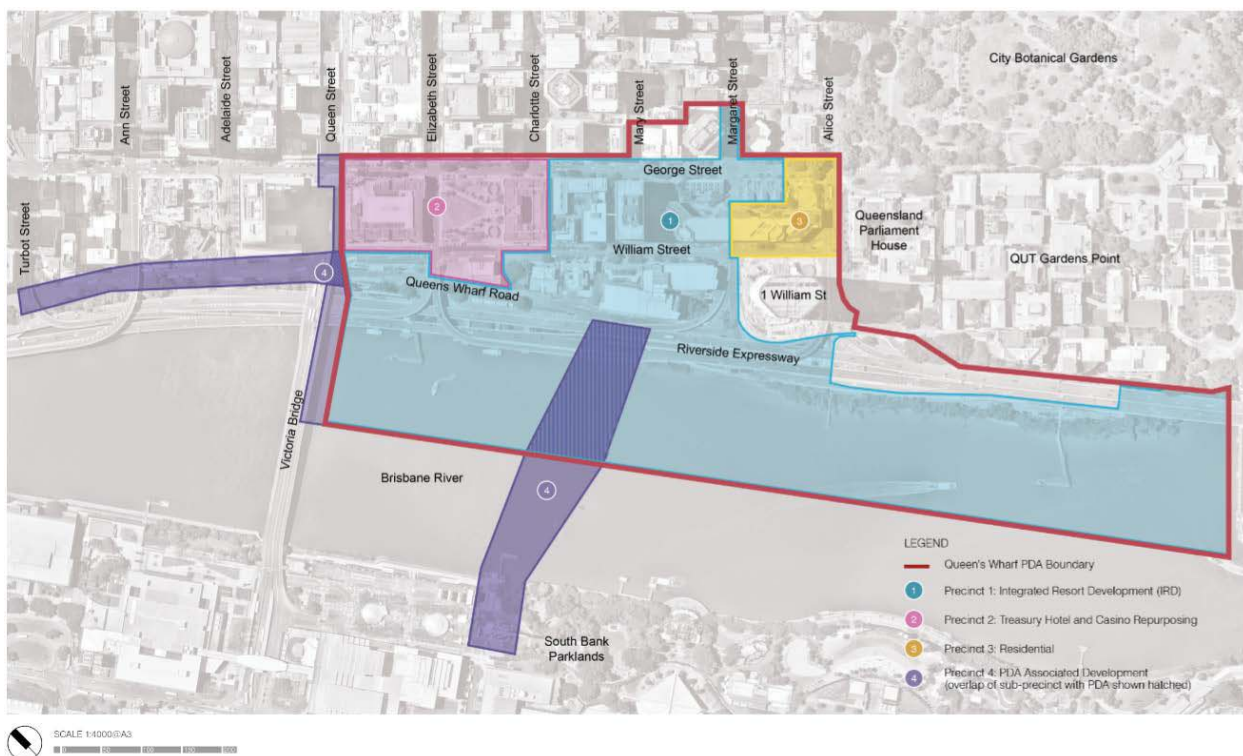 City Botanical Gardens
Ann Street
Adelaide Street
Queen Street
Elizabeth Street
Charlotte Street
Mary Street
Margaret Street
Alice Street
George Street
2
1
3
Queensland
Parliament
House
Turbot Street
William Street
QUT Gardens Point
4
Queens Wharf Road
1 William St
Riverside Expressway
Victoria Bridge
Brisbane River
4
South Bank
Parklands
LEGEND
Queen's Wharf PDA Boundary
1 Precinct 1: Integrated Resort Development (IRD)
2 Precinct 2: Treasury Hotel and Casino Repurposing
3 Precinct 3: Residential
4 Precinct 4: PDA Associated Development
(overlap of sub-precinct with PDA shown hatched)
SCALE 1:4000@A3